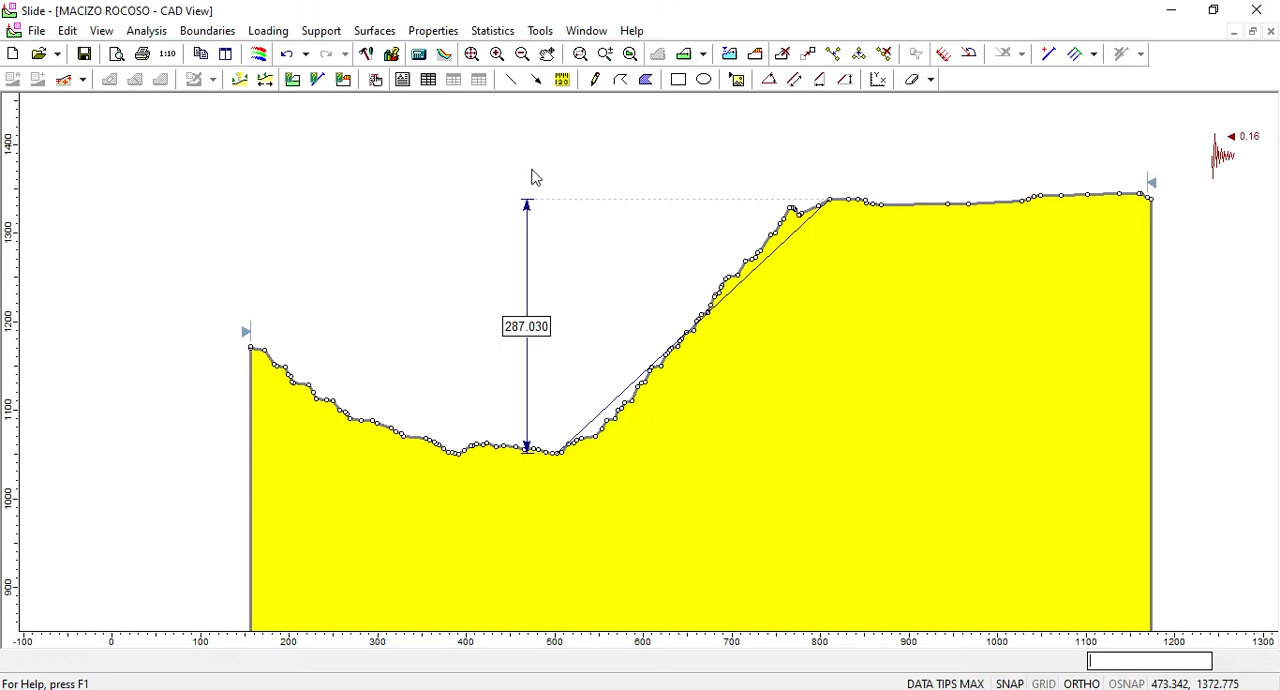 Slide - [MACIZO ROCOSO - CAD View]
File Edit View Analysis Boundaries Loading Support Surfaces Properties Statistics Tools Window Help
1:10
0.16
1400
1300
1200
1100
1000
900
287.030
-100 0 100 200 300 400 500 600 700 800 900 1000 1100 1200 1300
For Help, press F1
DATA TIPS MAX SNAP GRID ORTHO OSNAP 473.342, 1372.775